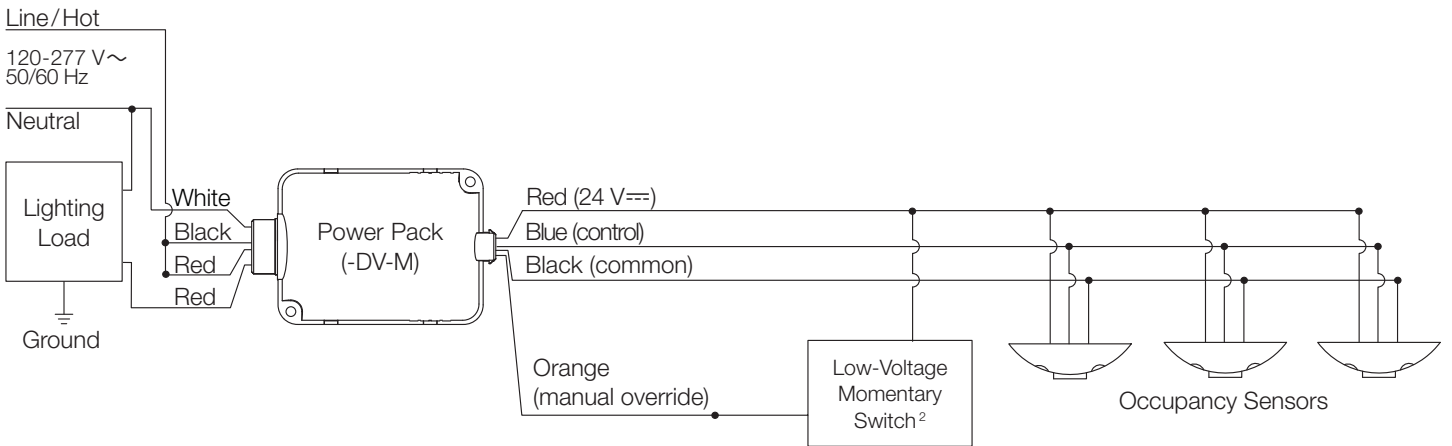 Line/Hot
120-277 V~
50/60 Hz
Neutral
Lighting
Load
Ground
White
Black
Red
Red
Power Pack
(-DV-M)
Red (24 V⎓)
Blue (control)
Black (common)
Orange
(manual override)
Low-Voltage
Momentary
Switch²
Occupancy Sensors